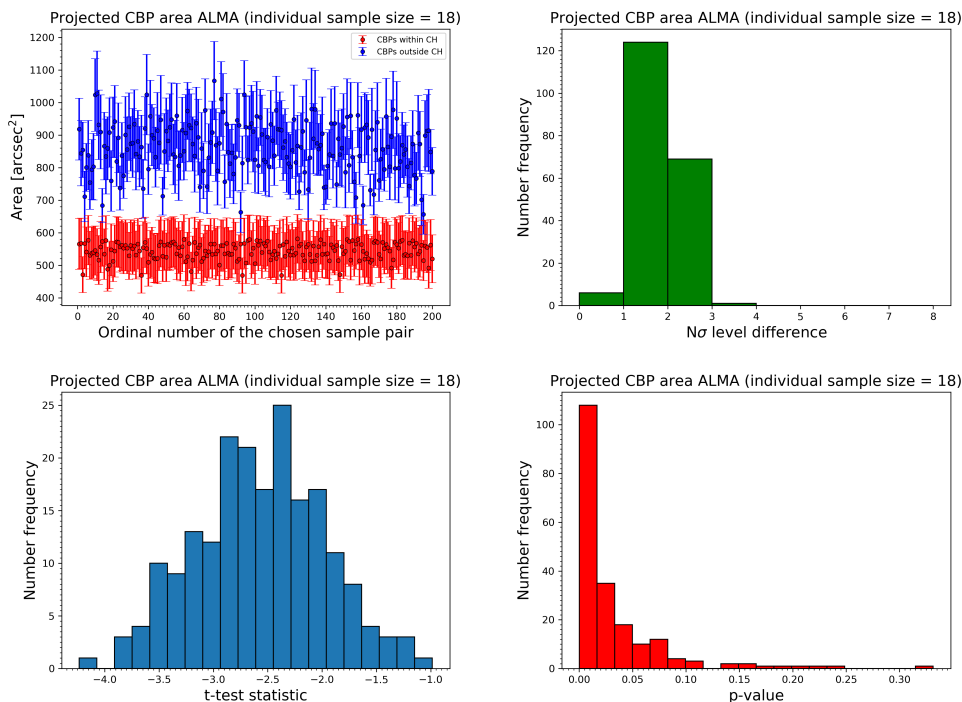 Projected CBP area ALMA (individual sample size = 18)
CBPs within CH
CBPs outside CH
1200
1100
1000
900
800
700
600
500
400
Area [arcsec²]
0 20 40 60 80 100 120 140 160 180 200
Ordinal number of the chosen sample pair
Projected CBP area ALMA (individual sample size = 18)
120
100
80
60
40
20
0
Number frequency
0 1 2 3 4 5 6 7 8
Nσ level difference
Projected CBP area ALMA (individual sample size = 18)
25
20
15
10
5
0
Number frequency
−4.0 −3.5 −3.0 −2.5 −2.0 −1.5 −1.0
t-test statistic
Projected CBP area ALMA (individual sample size = 18)
100
80
60
40
20
0
Number frequency
0.00 0.05 0.10 0.15 0.20 0.25 0.30
p-value